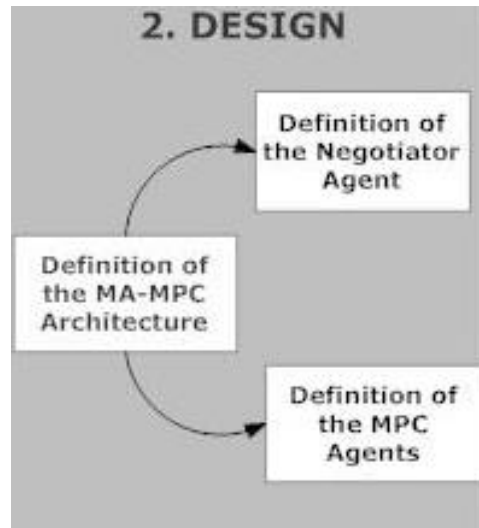 2. DESIGN
Definition of
the Negotiator
Agent
Definition of
the MA-MPC
Architecture
Definition of
the MPC
Agents